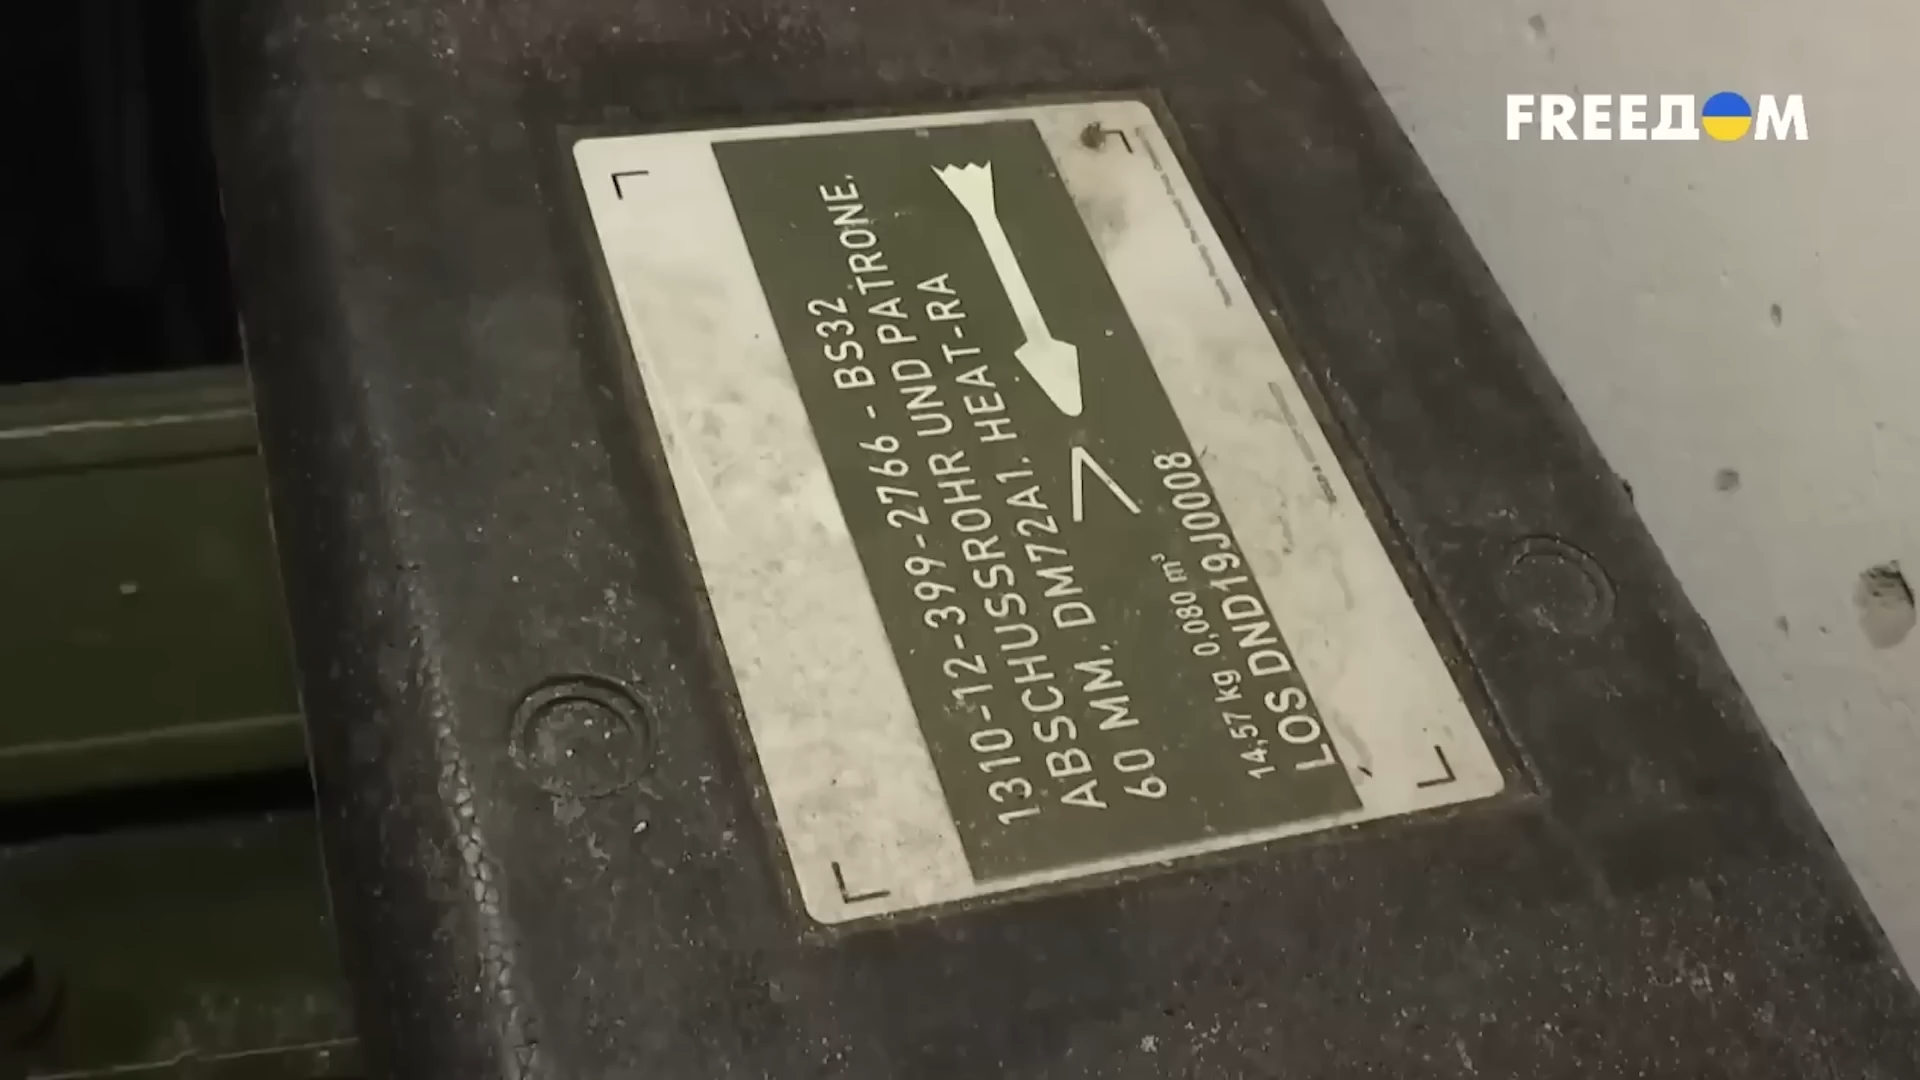 FREEДOM
1310-12-399-2766 - BS32
ABSCHUSSROHR UND PATRONE,
60 MM, DM72A1, HEAT-RA
14,57 kg 0,080 m³
LOS DND19J0008